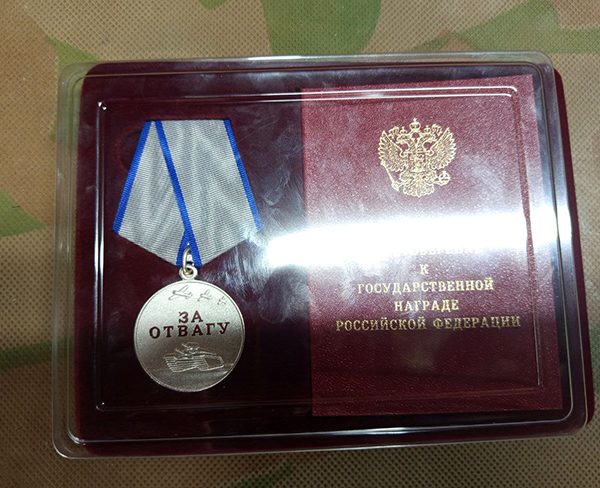 ЗА
ОТВАГУ
К
ГОСУДАРСТВЕННОЙ
НАГРАДЕ
РОССИЙСКОЙ ФЕДЕРАЦИИ